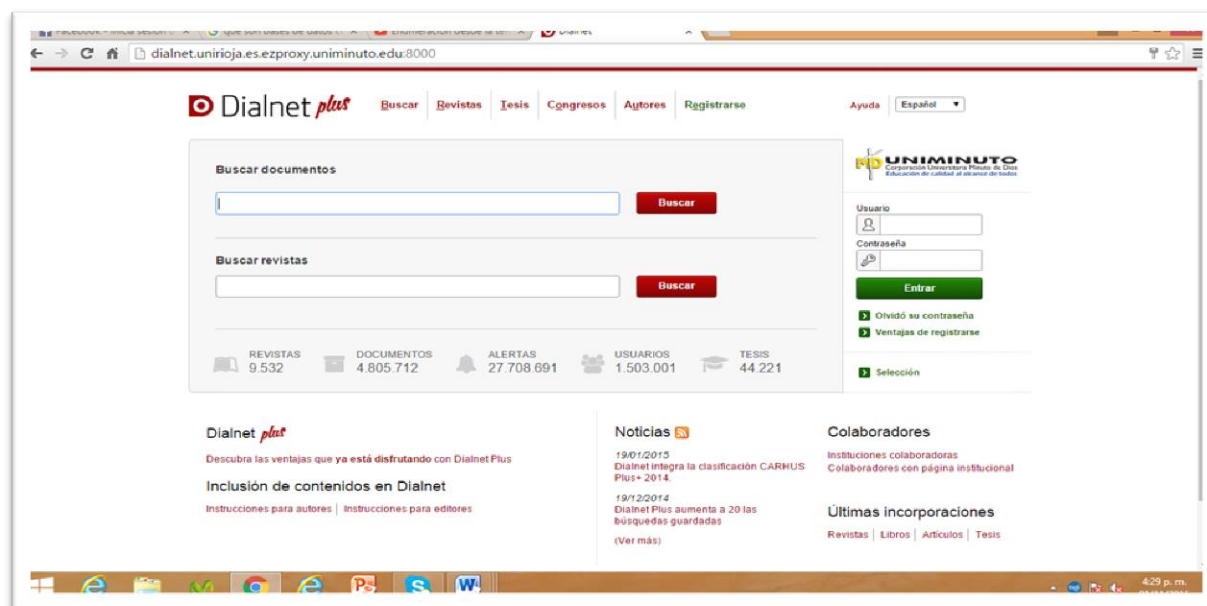 dialnet.unirioja.es.ezproxy.uniminuto.edu:8000
Dialnet plus
Buscar Revistas Tesis Congresos Autores Registrarse
Ayuda Español
Buscar documentos
Buscar
Buscar revistas
Buscar
REVISTAS 9.532
DOCUMENTOS 4.805.712
ALERTAS 27.708.691
USUARIOS 1.503.001
TESIS 44.221
UNIMINUTO
Corporación Universitaria Minuto de Dios
Educación de calidad al alcance de todos
Usuario
Contraseña
Entrar
Olvidó su contraseña
Ventajas de registrarse
Selección
Dialnet plus
Descubra las ventajas que ya está disfrutando con Dialnet Plus
Inclusión de contenidos en Dialnet
Instrucciones para autores Instrucciones para editores
Noticias
19/01/2015
Dialnet integra la clasificación CARHUS
Plus+ 2014.
19/12/2014
Dialnet Plus aumenta a 20 las
búsquedas guardadas
(Ver más)
Colaboradores
Instituciones colaboradoras
Colaboradores con página institucional
Últimas incorporaciones
Revistas Libros Artículos Tesis
4:29 p. m.